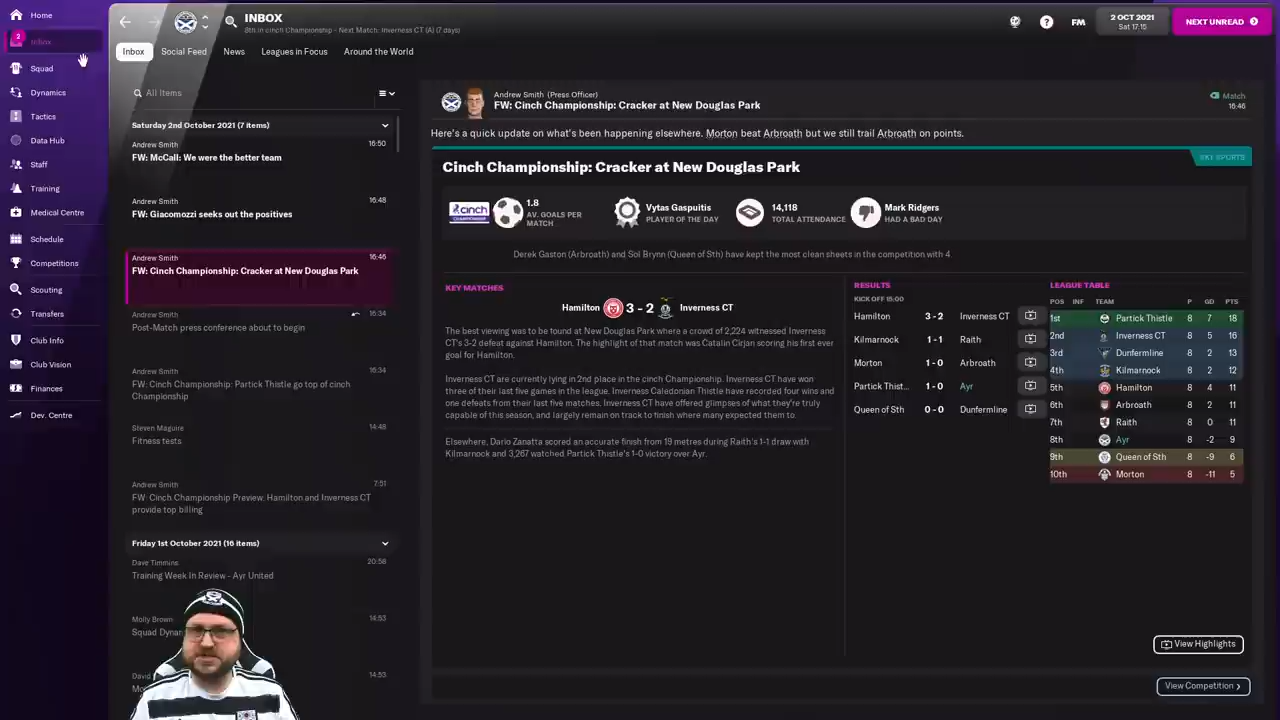 Home
INBOX
8th in cinch Championship - Next Match: Inverness CT (A) (7 days)
FM
2 OCT 2021
Sat 17:15
NEXT UNREAD
2
Inbox
Squad
Dynamics
Tactics
Data Hub
Staff
Training
Medical Centre
Schedule
Competitions
Scouting
Transfers
Club Info
Club Vision
Finances
Dev. Centre
Inbox
Social Feed
News
Leagues in Focus
Around the World
All Items
Saturday 2nd October 2021 (7 items)
Andrew Smith 16:50
FW: McCall: We were the better team
Andrew Smith 16:48
FW: Giacomozzi seeks out the positives
Andrew Smith 16:46
FW: Cinch Championship: Cracker at New Douglas Park
Andrew Smith 16:34
Post-Match press conference about to begin
Andrew Smith 16:34
FW: Cinch Championship: Partick Thistle go top of cinch
Championship
Steven Maguire 14:48
Fitness tests
Andrew Smith 7:51
FW: Cinch Championship Preview: Hamilton and Inverness CT
provide top billing
Friday 1st October 2021 (16 items)
Dave Timmins 20:58
Training Week In Review - Ayr United
Molly Brown 14:53
Squad Dynam
David 14:53
Andrew Smith (Press Officer)
FW: Cinch Championship: Cracker at New Douglas Park
Match
16:46
Here's a quick update on what's been happening elsewhere. Morton beat Arbroath but we still trail Arbroath on points.
Cinch Championship: Cracker at New Douglas Park
SKY SPORTS
cinch
1.8
AV. GOALS PER
MATCH
Vytas Gaspuitis
PLAYER OF THE DAY
14,118
TOTAL ATTENDANCE
Mark Ridgers
HAD A BAD DAY
Derek Gaston (Arbroath) and Sol Brynn (Queen of Sth) have kept the most clean sheets in the competition with 4.
KEY MATCHES
Hamilton 3 - 2 Inverness CT
The best viewing was to be found at New Douglas Park where a crowd of 2,224 witnessed Inverness
CT's 3-2 defeat against Hamilton. The highlight of that match was Catalin Cirjan scoring his first ever
goal for Hamilton.
Inverness CT are currently lying in 2nd place in the cinch Championship. Inverness CT have won
three of their last five games in the league. Inverness Caledonian Thistle have recorded four wins and
one defeats from their last five matches. Inverness CT have offered glimpses of what they're truly
capable of this season, and largely remain on track to finish where many expected them to.
Elsewhere, Dario Zanatta scored an accurate finish from 19 metres during Raith's 1-1 draw with
Kilmarnock and 3,267 watched Partick Thistle's 1-0 victory over Ayr.
RESULTS
KICK OFF 15:00
Hamilton 3 - 2 Inverness CT
Kilmarnock 1 - 1 Raith
Morton 1 - 0 Arbroath
Partick Thist... 1 - 0 Ayr
Queen of Sth 0 - 0 Dunfermline
LEAGUE TABLE
POS INF TEAM P GD PTS
1st Partick Thistle 8 7 18
2nd Inverness CT 8 5 16
3rd Dunfermline 8 2 13
4th Kilmarnock 8 2 12
5th Hamilton 8 4 11
6th Arbroath 8 2 11
7th Raith 8 0 11
8th Ayr 8 -2 9
9th Queen of Sth 8 -9 6
10th Morton 8 -11 5
View Highlights
View Competition